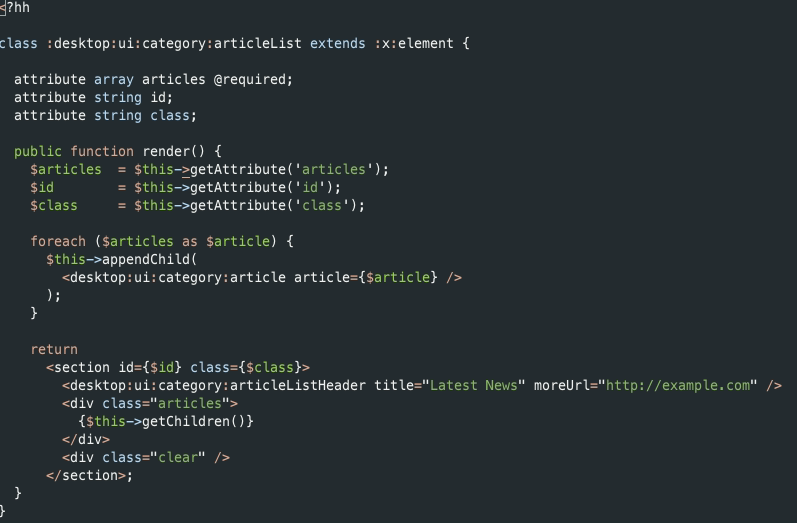 <?hh

class :desktop:ui:category:articleList extends :x:element {

  attribute array articles @required;
  attribute string id;
  attribute string class;

  public function render() {
    $articles  = $this->getAttribute('articles');
    $id        = $this->getAttribute('id');
    $class     = $this->getAttribute('class');

    foreach ($articles as $article) {
      $this->appendChild(
        <desktop:ui:category:article article={$article} />
      );
    }

    return
      <section id={$id} class={$class}>
        <desktop:ui:category:articleListHeader title="Latest News" moreUrl="http://example.com" />
        <div class="articles">
          {$this->getChildren()}
        </div>
        <div class="clear" />
      </section>;
  }
}